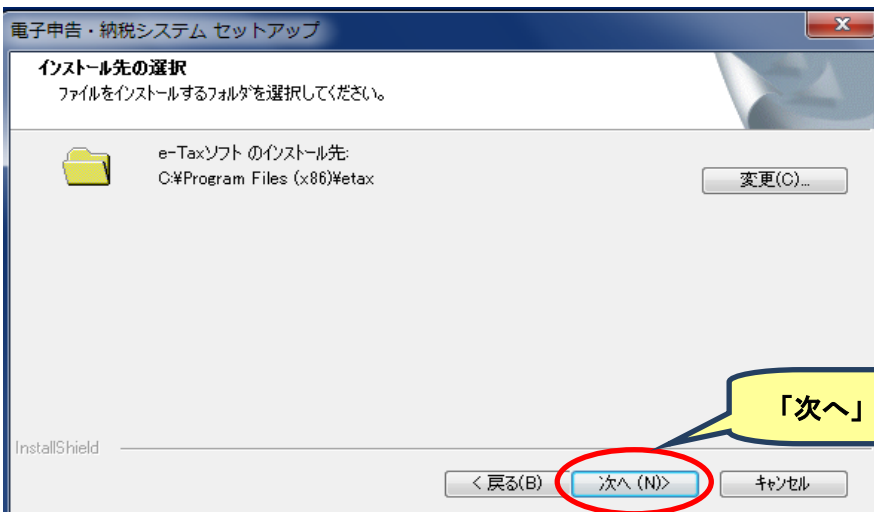 電子申告・納税システム セットアップ
インストール先の選択
ファイルをインストールするフォルダを選択してください。
e-Taxソフト のインストール先:
C:¥Program Files (x86)¥etax
変更(C)...
「次へ」
InstallShield
< 戻る(B)
次へ (N)>
キャンセル